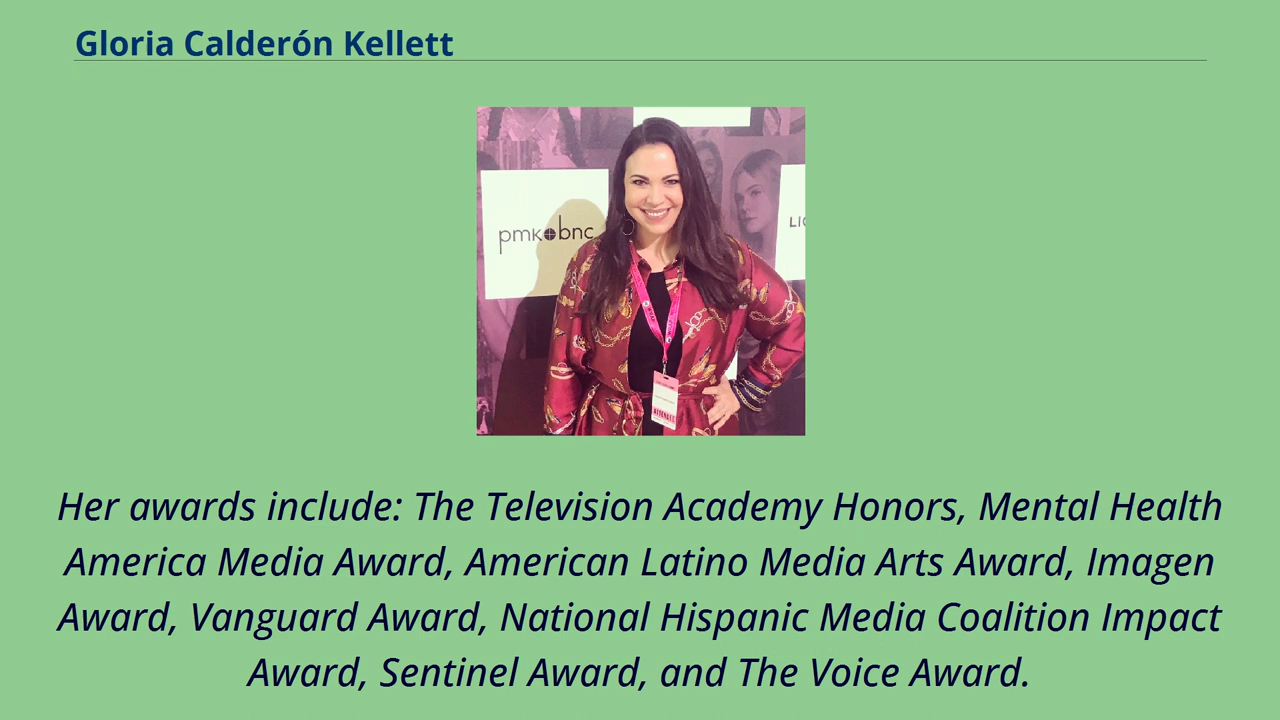 Gloria Calderón Kellett
pmk+bnc
LIO
Her awards include: The Television Academy Honors, Mental Health
America Media Award, American Latino Media Arts Award, Imagen
Award, Vanguard Award, National Hispanic Media Coalition Impact
Award, Sentinel Award, and The Voice Award.